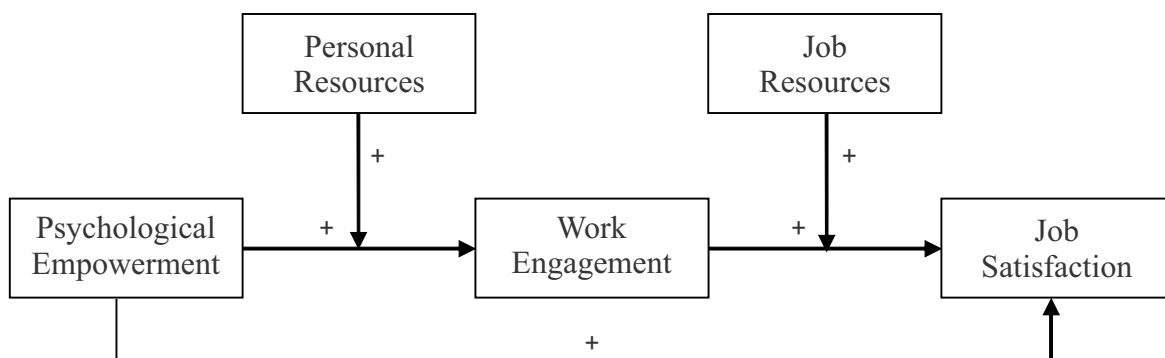 Personal
Resources
Job
Resources
+
+
Psychological
Empowerment
+
Work
Engagement
+
Job
Satisfaction
+